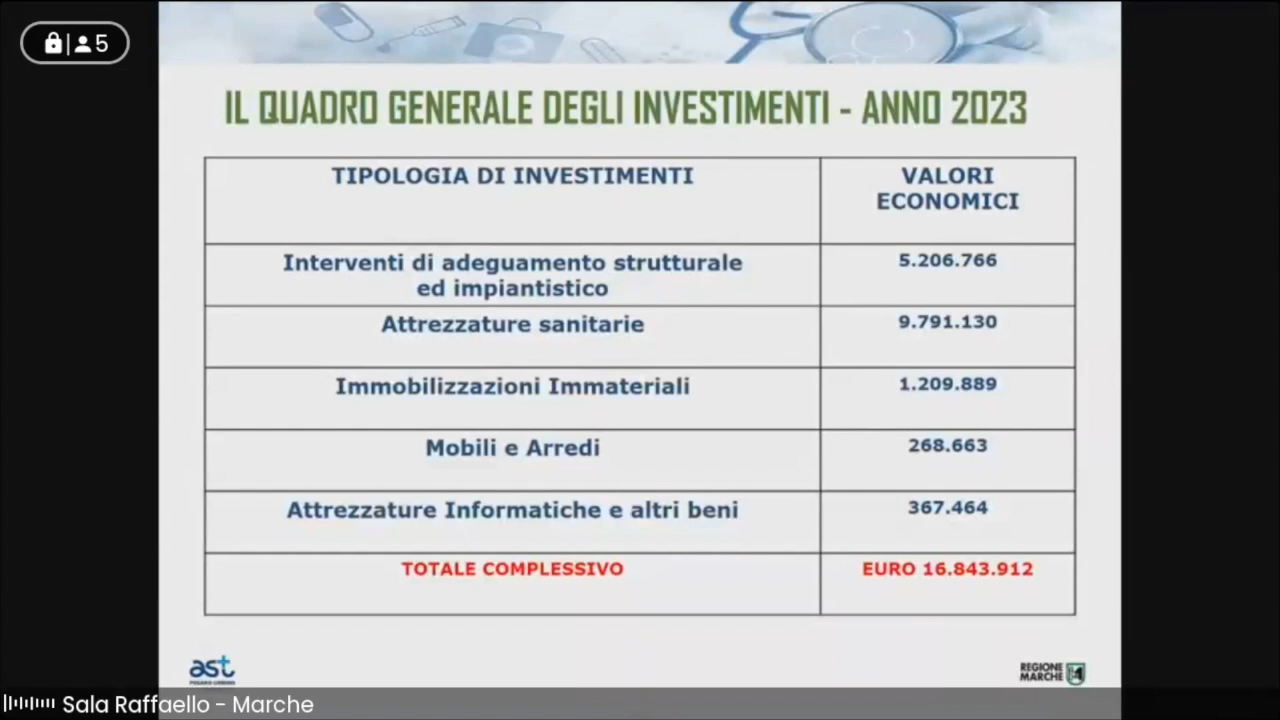 5
IL QUADRO GENERALE DEGLI INVESTIMENTI - ANNO 2023
TIPOLOGIA DI INVESTIMENTI
VALORI
ECONOMICI
Interventi di adeguamento strutturale
ed impiantistico
5.206.766
Attrezzature sanitarie
9.791.130
Immobilizzazioni Immateriali
1.209.889
Mobili e Arredi
268.663
Attrezzature Informatiche e altri beni
367.464
TOTALE COMPLESSIVO
EURO 16.843.912
ast
PESARO URBINO
REGIONE
MARCHE
Sala Raffaello - Marche